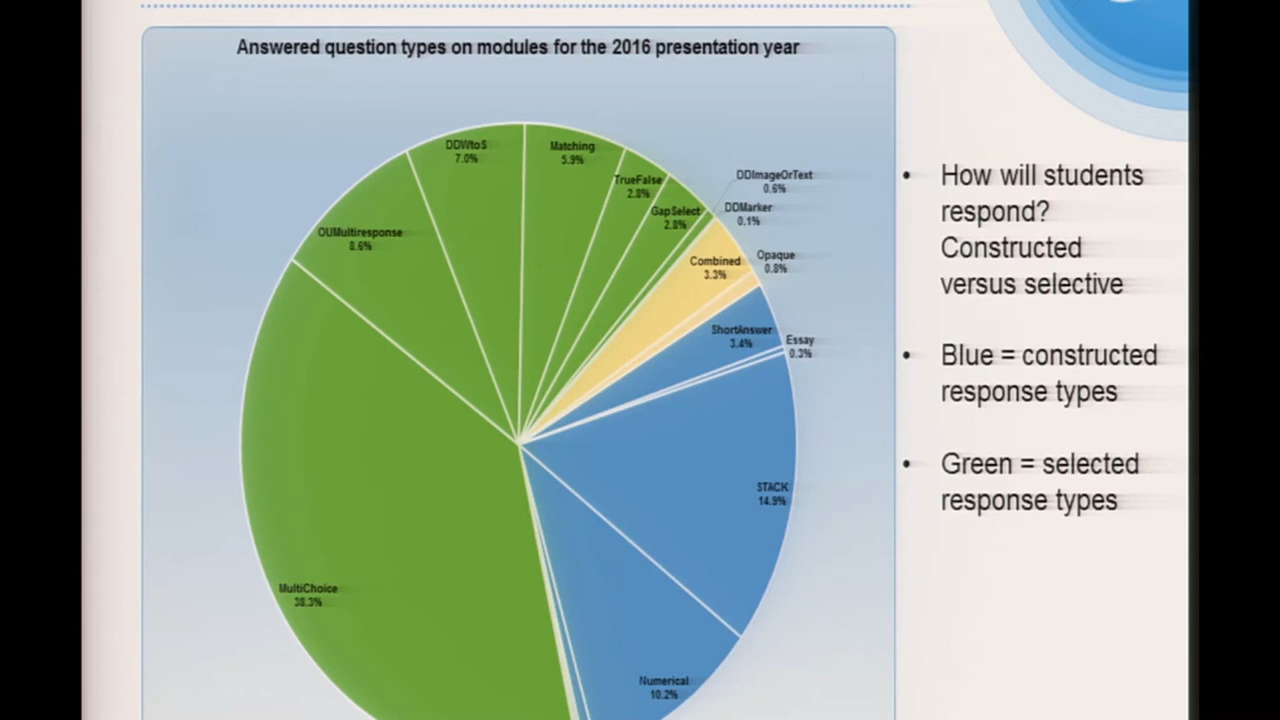 Answered question types on modules for the 2016 presentation year
DDWtoS
7.0%
Matching
5.9%
TrueFalse
2.8%
GapSelect
2.8%
DDImageOrText
0.6%
DDMarker
0.1%
OUMultiresponse
8.6%
Combined
3.3%
Opaque
0.8%
ShortAnswer
3.4%
Essay
0.3%
STACK
14.9%
MultiChoice
38.3%
Numerical
10.2%
• How will students
respond?
Constructed
versus selective
• Blue = constructed
response types
• Green = selected
response types